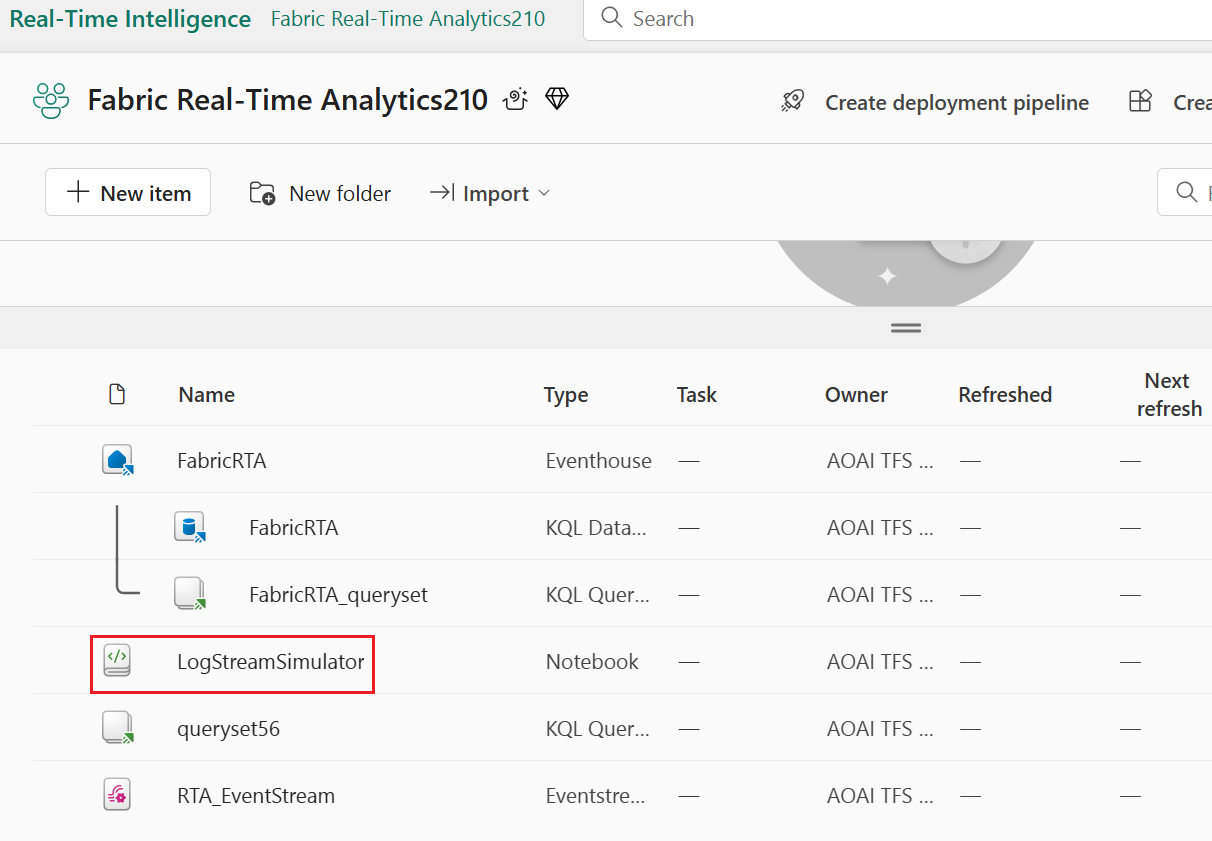 Real-Time Intelligence Fabric Real-Time Analytics210 Search
Fabric Real-Time Analytics210 Create deployment pipeline
New item New folder Import
Name Type Task Owner Refreshed Next refresh
FabricRTA Eventhouse — AOAI TFS ... — —
FabricRTA KQL Data... — AOAI TFS ... — —
FabricRTA_queryset KQL Quer... — AOAI TFS ... — —
LogStreamSimulator Notebook — AOAI TFS ... — —
queryset56 KQL Quer... — AOAI TFS ... — —
RTA_EventStream Eventstre... — AOAI TFS ... — —